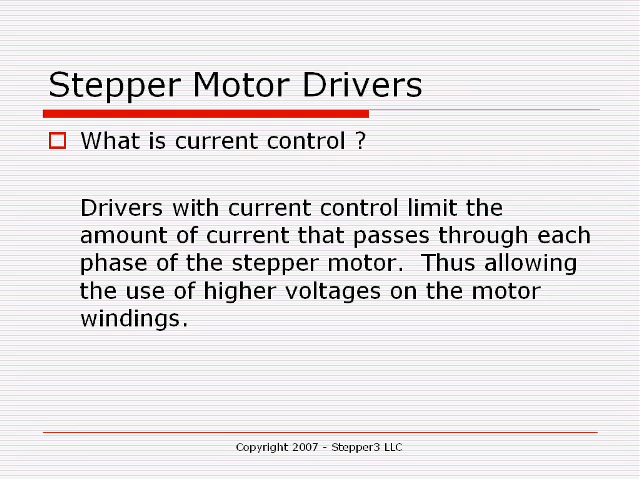 Stepper Motor Drivers
What is current control ?
Drivers with current control limit the
amount of current that passes through each
phase of the stepper motor.  Thus allowing
the use of higher voltages on the motor
windings.
Copyright 2007 - Stepper3 LLC